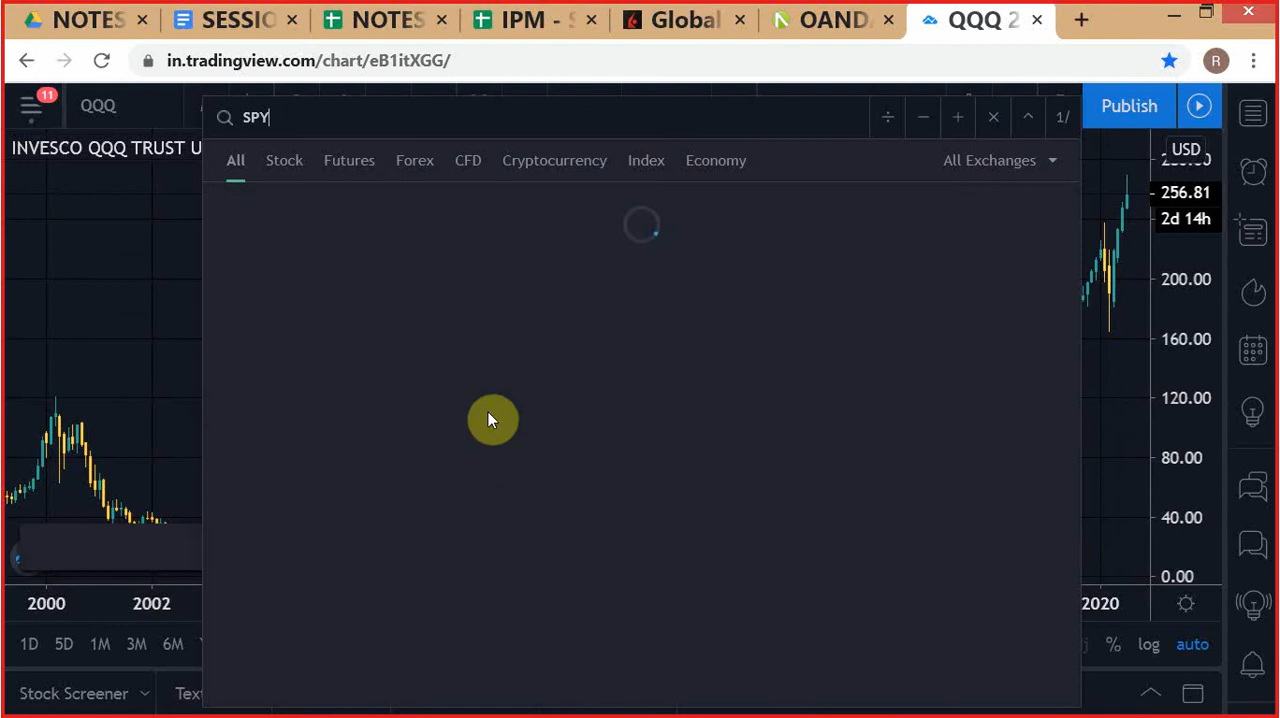 NOTES
SESSIO
NOTES
IPM - S
Global
OANDA
QQQ 2
in.tradingview.com/chart/eB1itXGG/
R
11
QQQ
SPY
1/
Publish
INVESCO QQQ TRUST U
All
Stock
Futures
Forex
CFD
Cryptocurrency
Index
Economy
All Exchanges
USD
256.81
2d 14h
200.00
160.00
120.00
80.00
40.00
0.00
2000
2002
2020
1D
5D
1M
3M
6M
%
log
auto
Stock Screener
Text